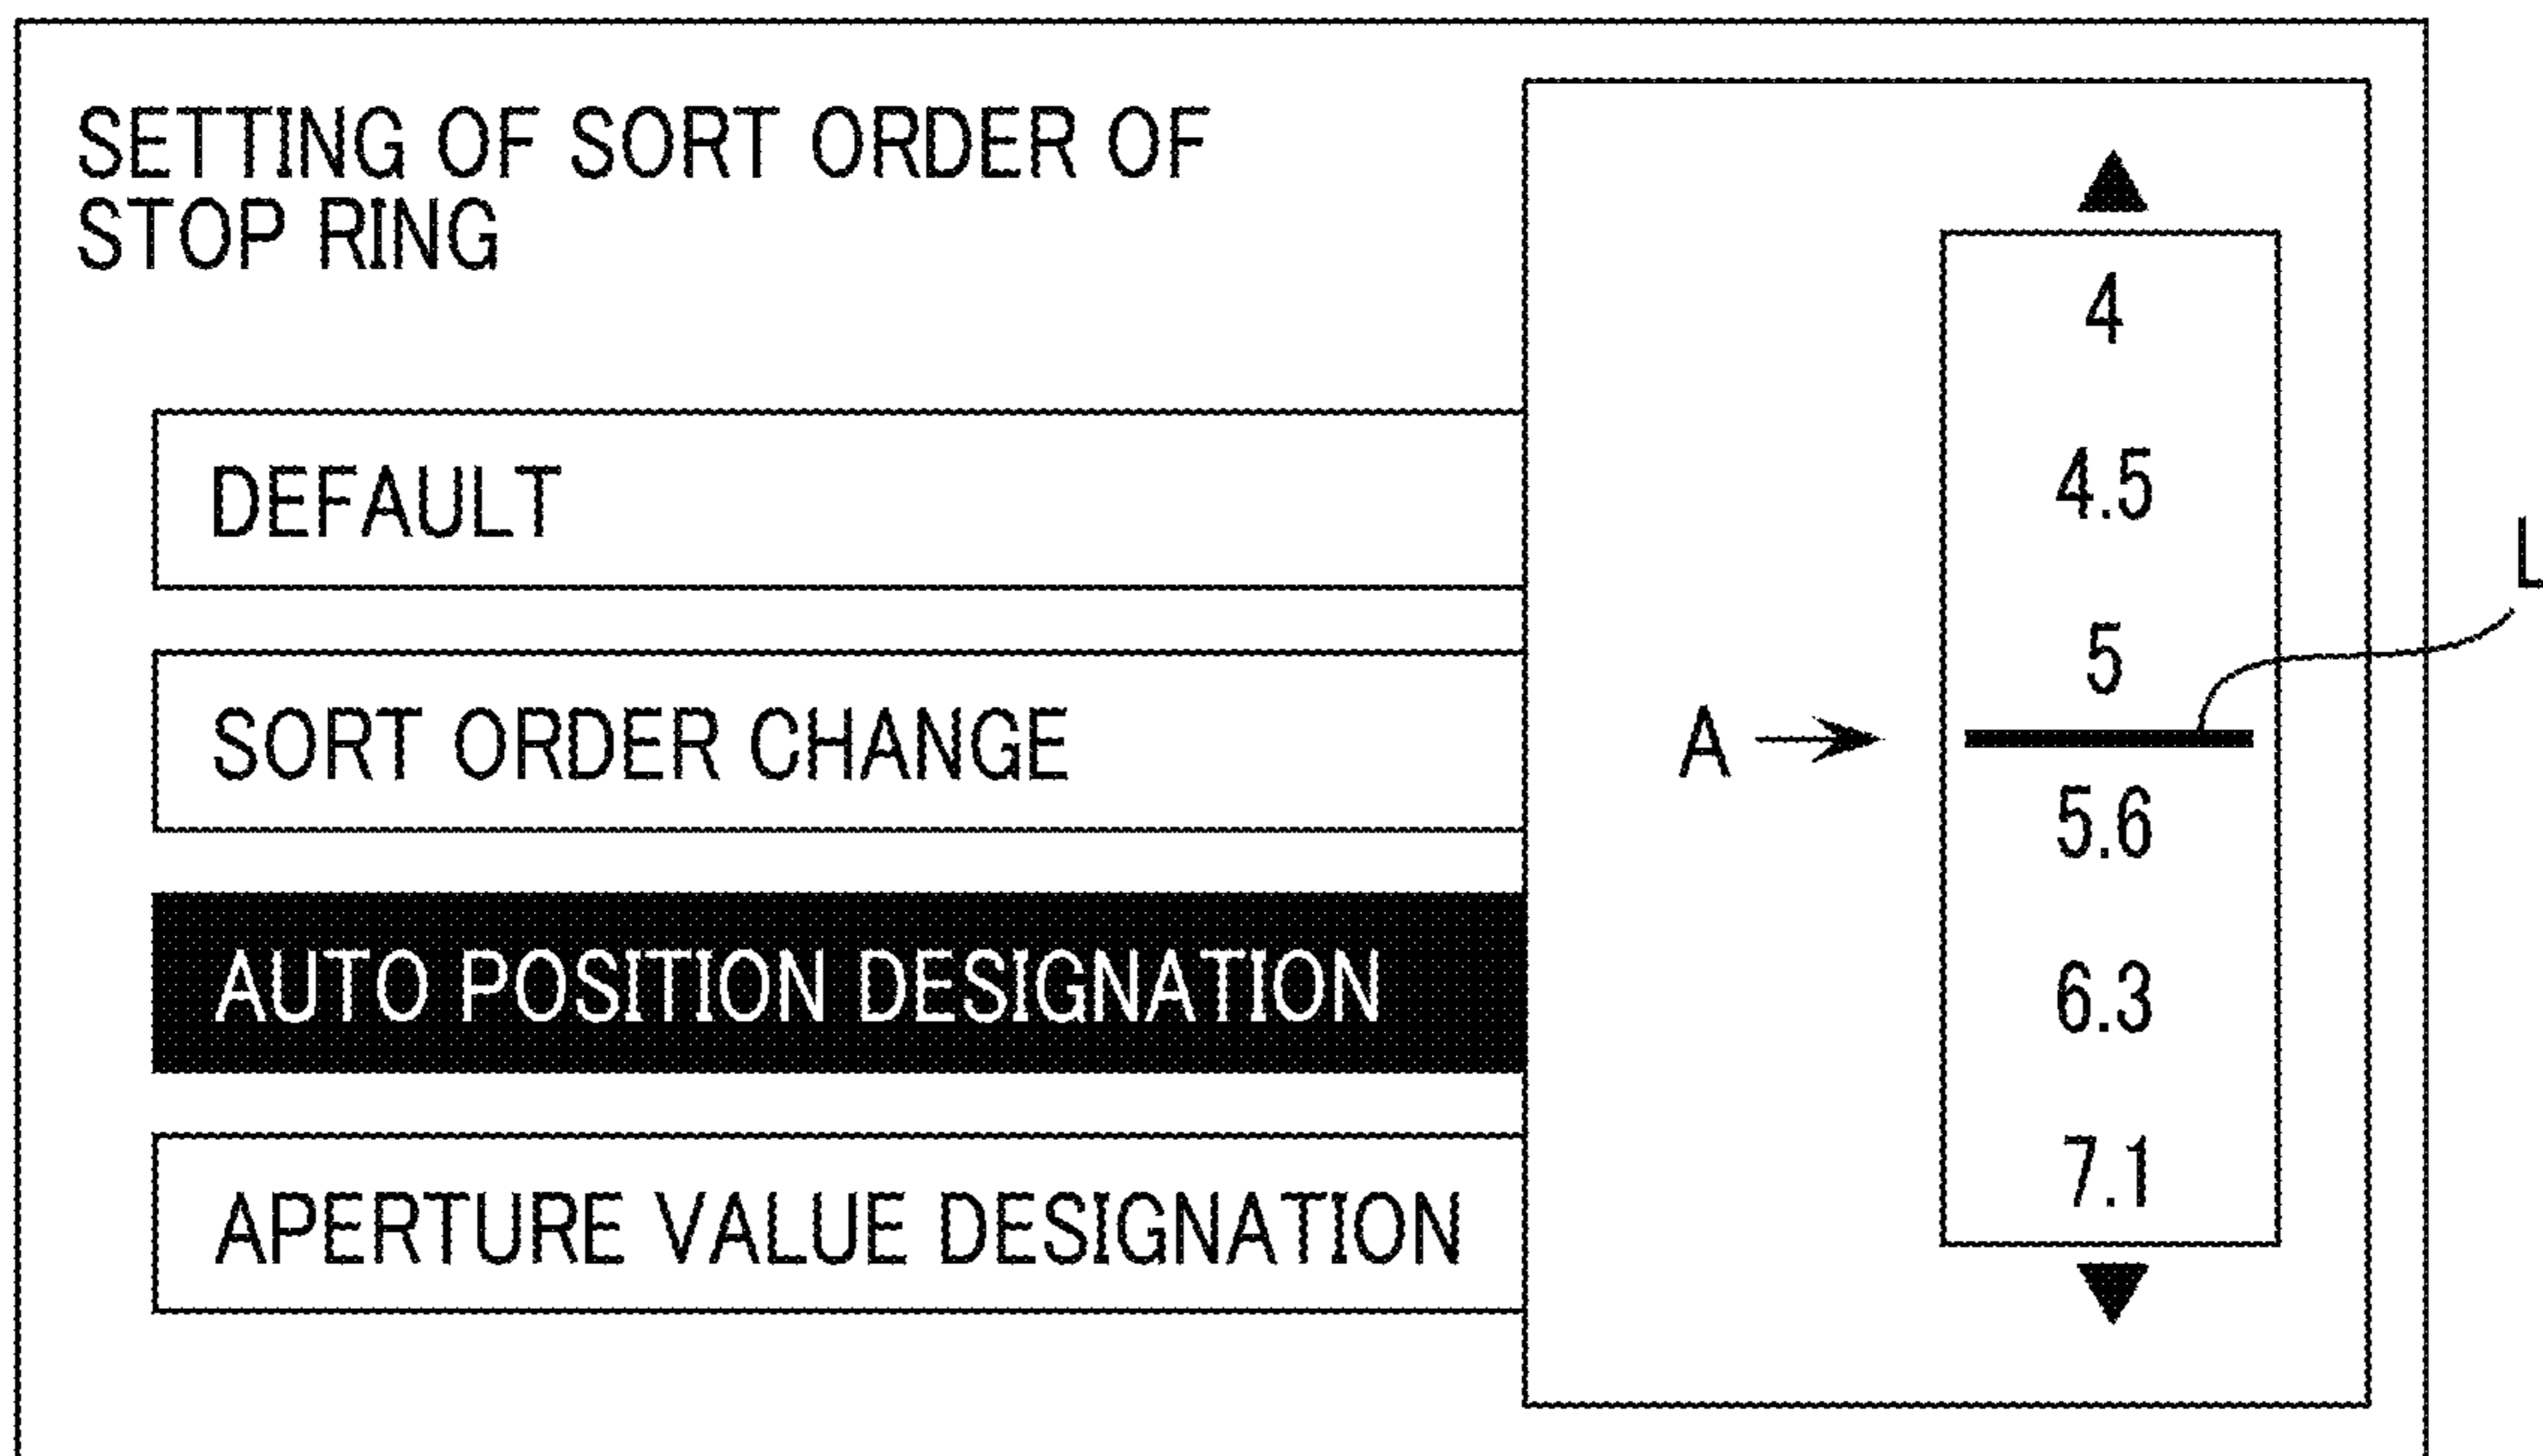 SETTING OF SORT ORDER OF
STOP RING
DEFAULT
SORT ORDER CHANGE
AUTO POSITION DESIGNATION
APERTURE VALUE DESIGNATION
4
4.5
5
A
5.6
6.3
7.1
L